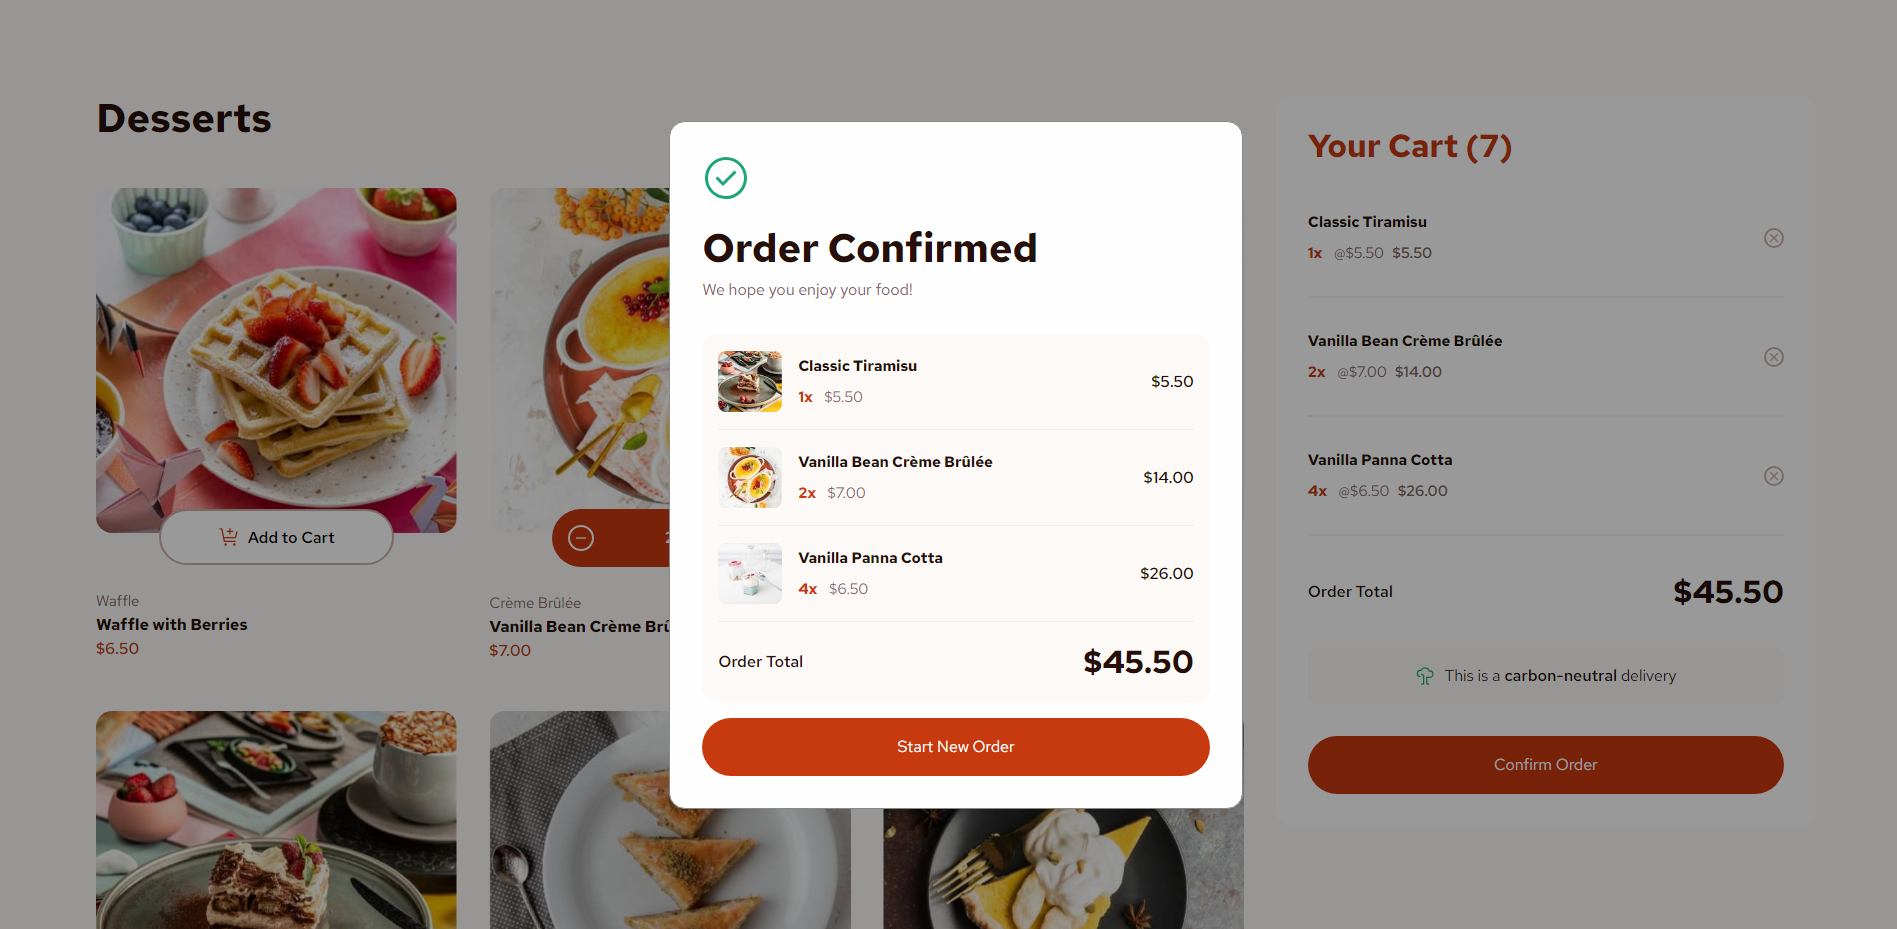 Desserts
Add to Cart
Waffle
Waffle with Berries
$6.50
Crème Brûlée
Vanilla Bean Crème
$7.00
Order Confirmed
We hope you enjoy your food!
Classic Tiramisu
1x $5.50
$5.50
Vanilla Bean Crème Brûlée
2x $7.00
$14.00
Vanilla Panna Cotta
4x $6.50
$26.00
Order Total
$45.50
Start New Order
Your Cart (7)
Classic Tiramisu
1x @$5.50 $5.50
Vanilla Bean Crème Brûlée
2x @$7.00 $14.00
Vanilla Panna Cotta
4x @$6.50 $26.00
Order Total
$45.50
This is a carbon-neutral delivery
Confirm Order